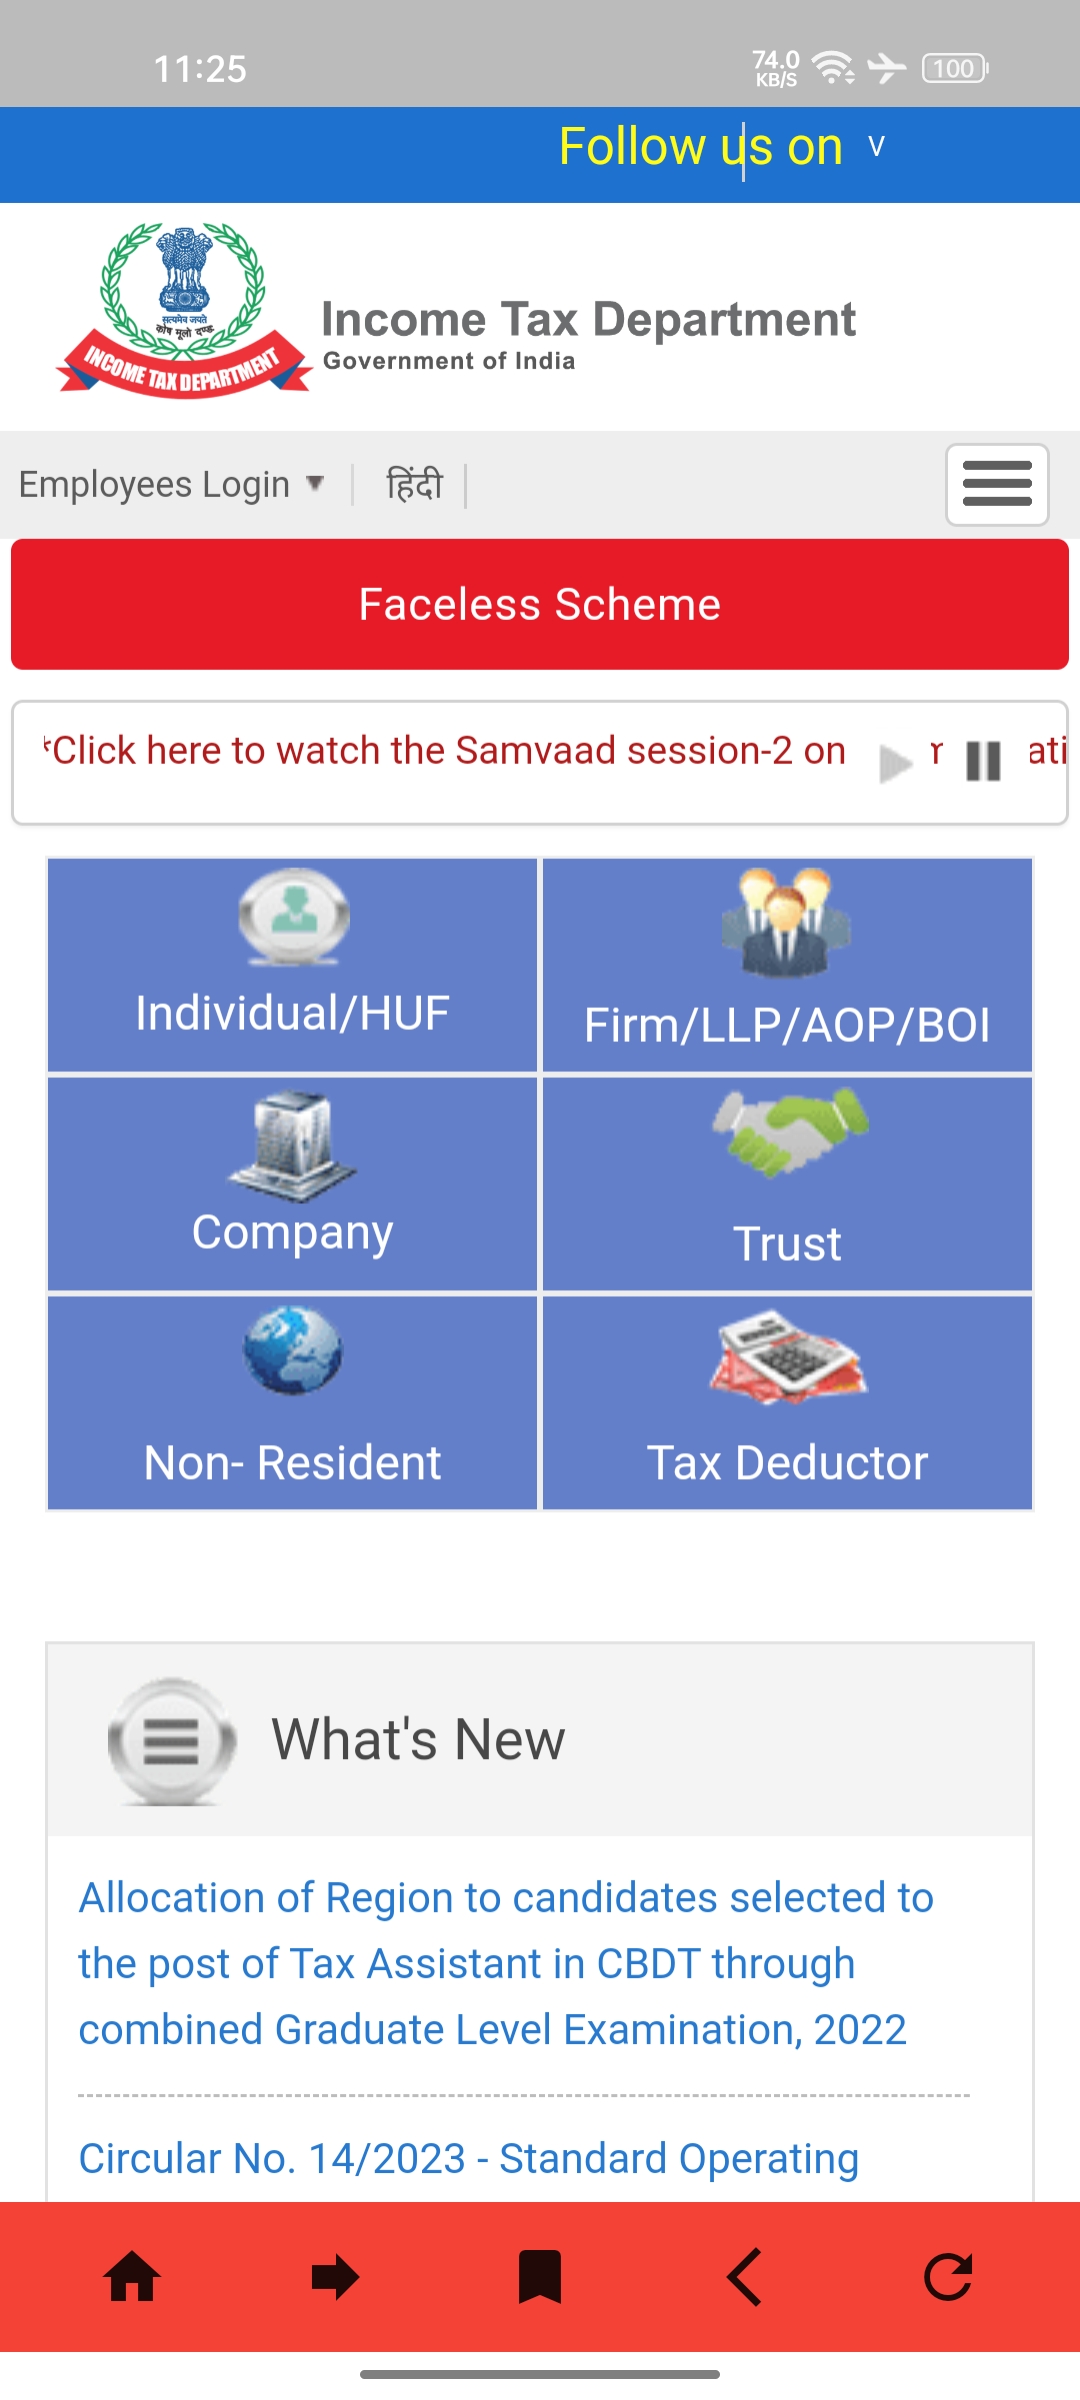 11:25
74.0
KB/S
100
Follow us on v
सत्यमेव जयते
कोष मूलो दण्डः
INCOME TAX DEPARTMENT
Income Tax Department
Government of India
Employees Login
हिंदी
Faceless Scheme
*Click here to watch the Samvaad session-2 on
Individual/HUF
Firm/LLP/AOP/BOI
Company
Trust
Non- Resident
Tax Deductor
What's New
Allocation of Region to candidates selected to
the post of Tax Assistant in CBDT through
combined Graduate Level Examination, 2022
Circular No. 14/2023 - Standard Operating